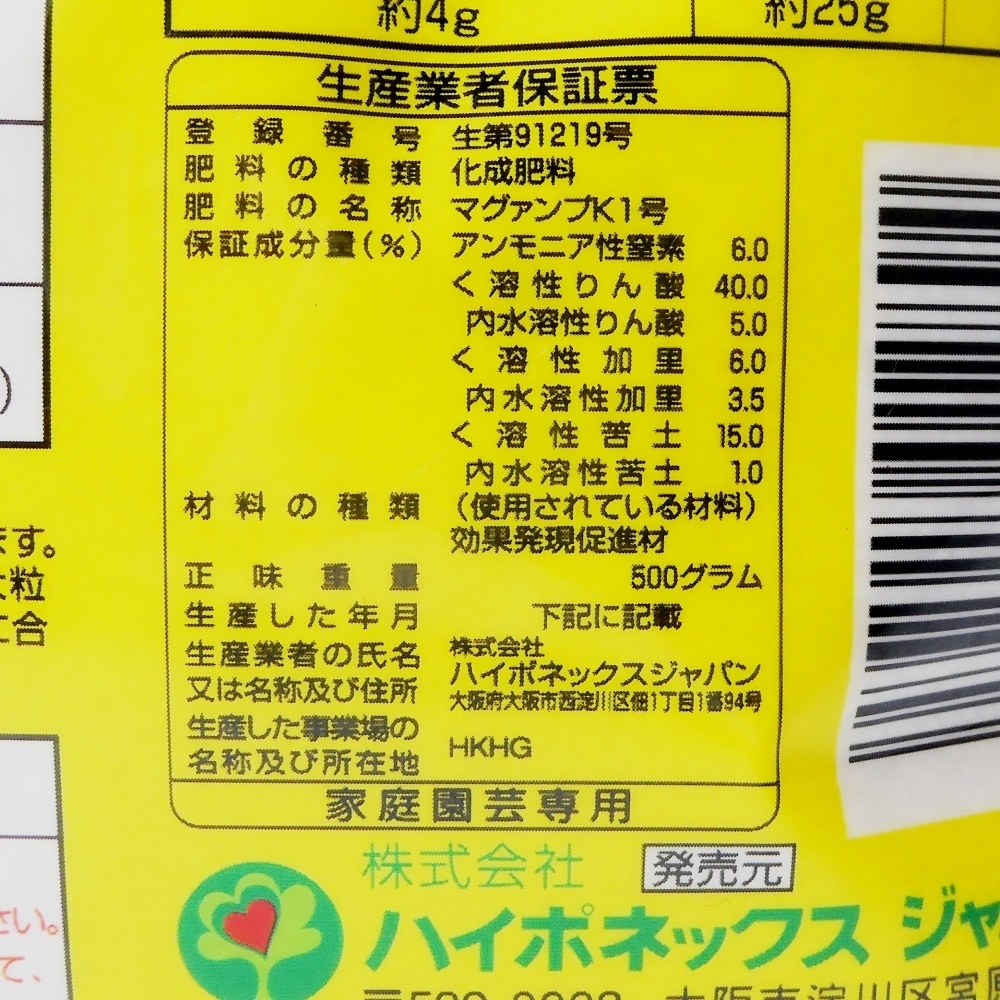 約4g
約25g
生産業者保証票
登録番号 生第91219号
肥料の種類 化成肥料
肥料の名称 マグァンプK1号
保証成分量(%) アンモニア性窒素 6.0
く溶性りん酸 40.0
内水溶性りん酸 5.0
く溶性加里 6.0
内水溶性加里 3.5
く溶性苦土 15.0
内水溶性苦土 1.0
材料の種類 (使用されている材料)
効果発現促進材
正味重量 500グラム
生産した年月 下記に記載
生産業者の氏名 株式会社
ハイポネックスジャパン
又は名称及び住所 大阪府大阪市西淀川区佃1丁目1番94号
生産した事業場の
名称及び所在地 HKHG
家庭園芸専用
ます。
大粒
に合
さい。
て、
株式会社 発売元
ハイポネックス ジャ